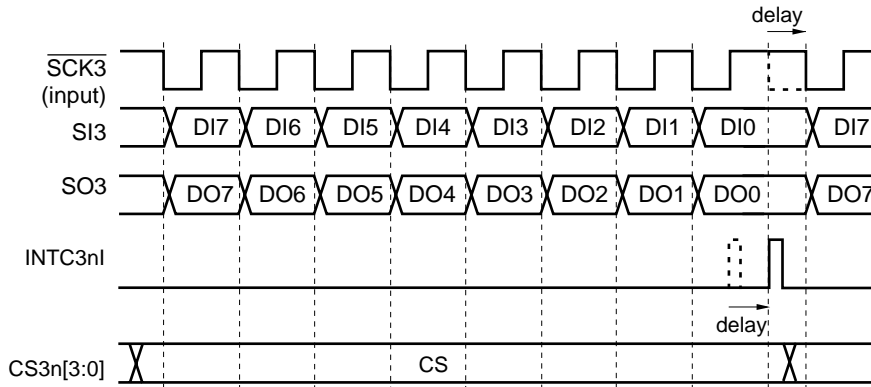 delay
SCK3
(input)
SI3 DI7 DI6 DI5 DI4 DI3 DI2 DI1 DI0 DI7
SO3 DO7 DO6 DO5 DO4 DO3 DO2 DO1 DO0 DO7
INTC3nI
delay
CS3n[3:0] CS